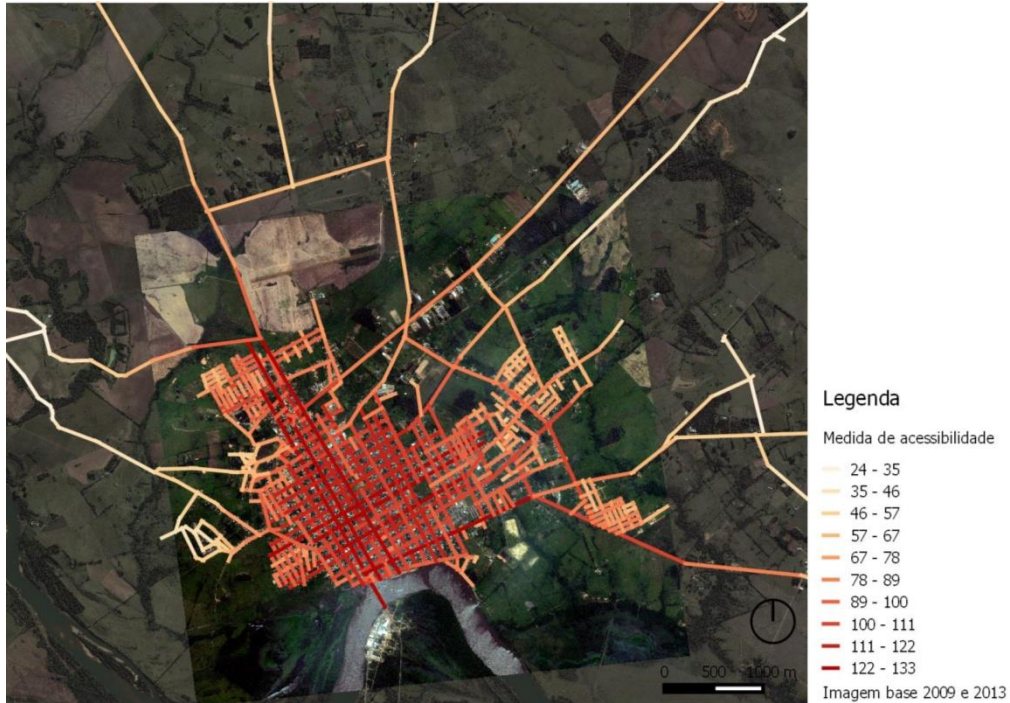 Legenda
Medida de acessibilidade
24 - 35
35 - 46
46 - 57
57 - 67
67 - 78
78 - 89
89 - 100
100 - 111
111 - 122
122 - 133
0 500 1000 m
Imagem base 2009 e 2013